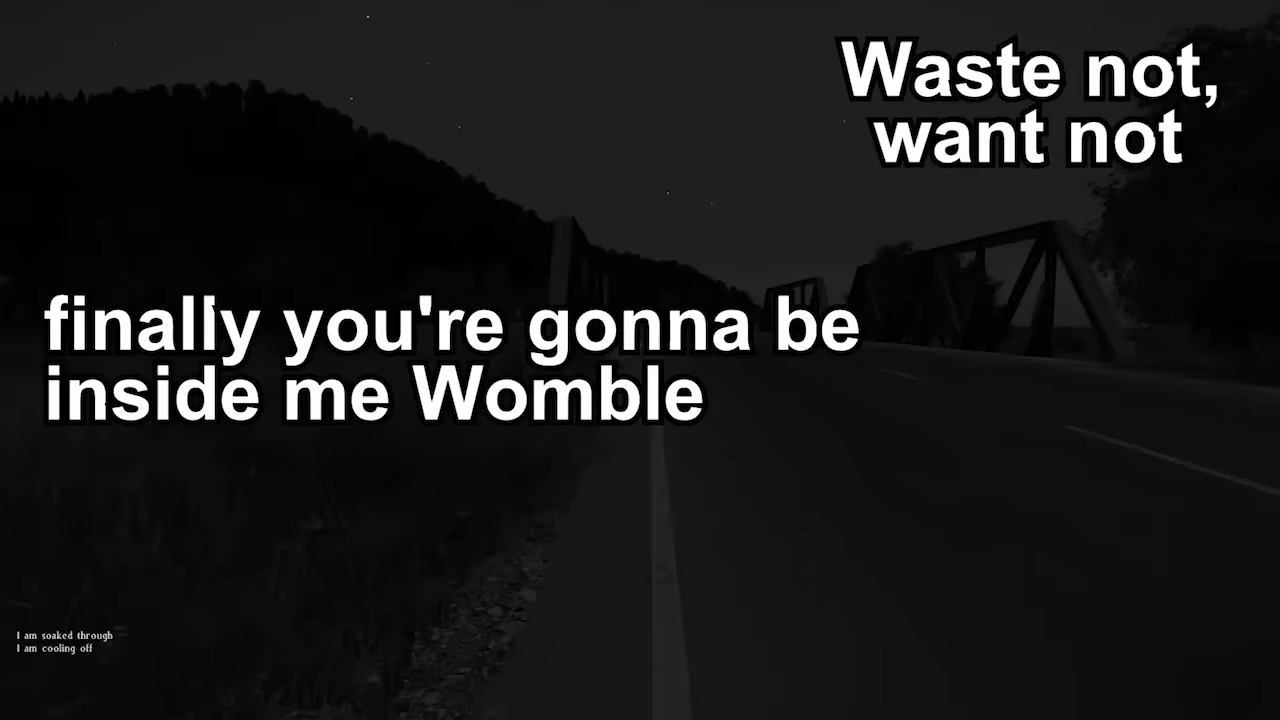 Waste not,
want not
finally you're gonna be
inside me Womble
I am soaked through
I am cooling off